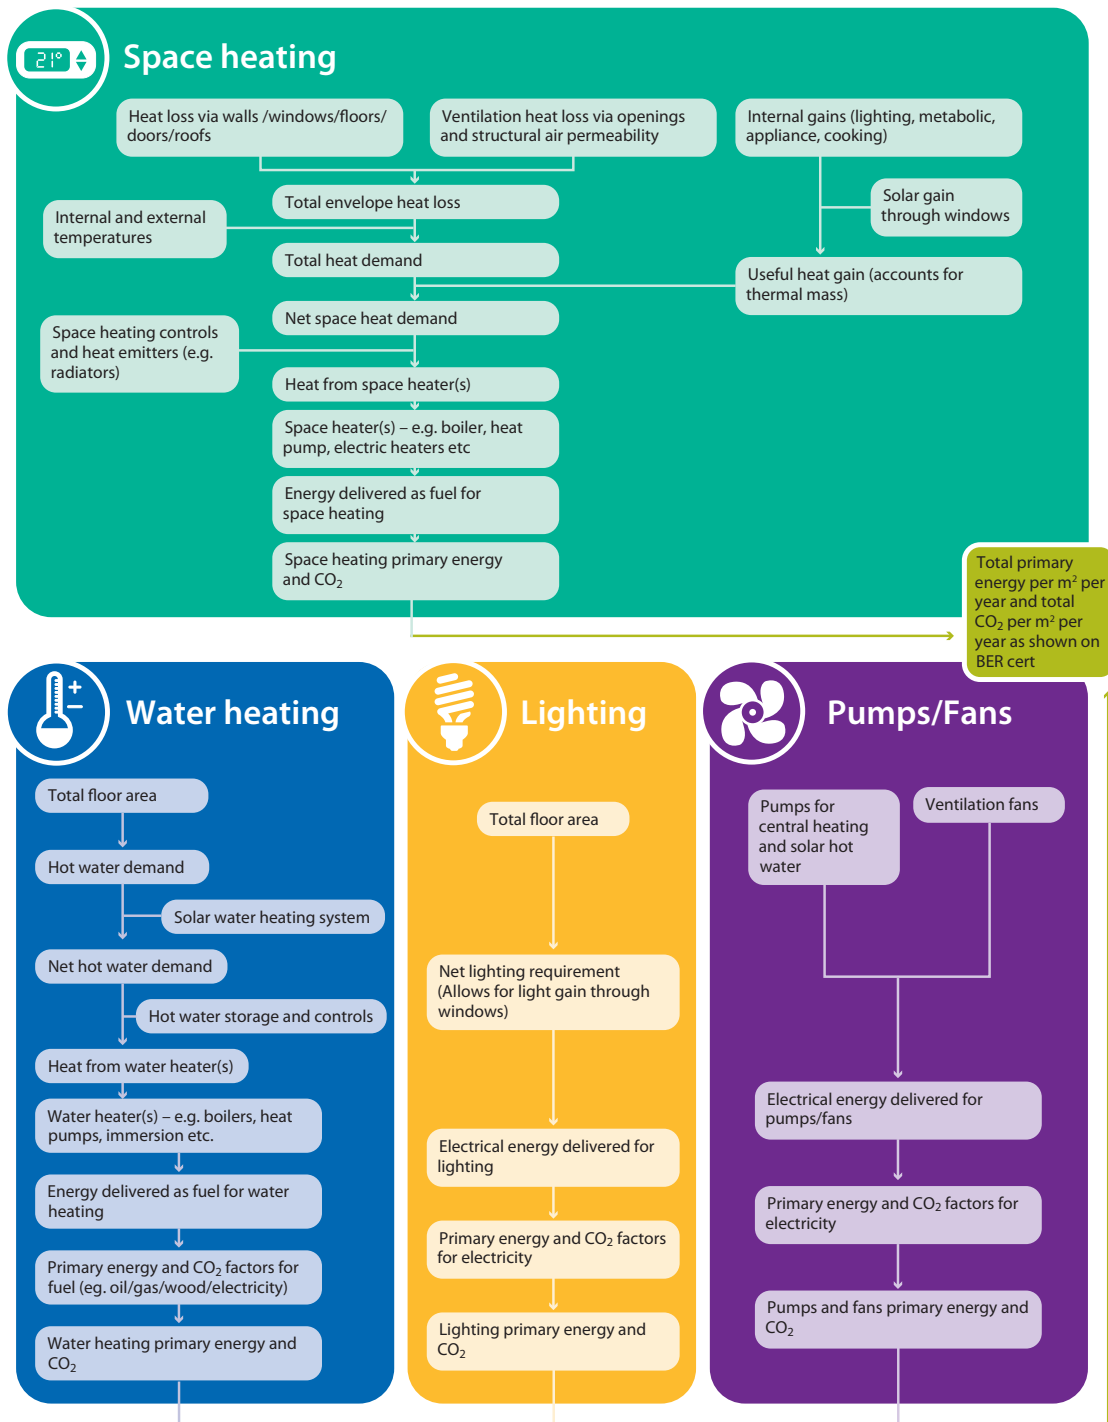 21°
Space heating
Heat loss via walls /windows/floors/
doors/roofs
Ventilation heat loss via openings
and structural air permeability
Internal gains (lighting, metabolic,
appliance, cooking)
Solar gain
through windows
Total envelope heat loss
Internal and external
temperatures
Total heat demand
Useful heat gain (accounts for
thermal mass)
Net space heat demand
Space heating controls
and heat emitters (e.g.
radiators)
Heat from space heater(s)
Space heater(s) – e.g. boiler, heat
pump, electric heaters etc
Energy delivered as fuel for
space heating
Space heating primary energy
and CO₂
Total primary
energy per m² per
year and total
CO₂ per m² per
year as shown on
BER cert
Water heating
Total floor area
Hot water demand
Solar water heating system
Net hot water demand
Hot water storage and controls
Heat from water heater(s)
Water heater(s) – e.g. boilers, heat
pumps, immersion etc.
Energy delivered as fuel for water
heating
Primary energy and CO₂ factors for
fuel (eg. oil/gas/wood/electricity)
Water heating primary energy and
CO₂
Lighting
Total floor area
Net lighting requirement
(Allows for light gain through
windows)
Electrical energy delivered for
lighting
Primary energy and CO₂ factors
for electricity
Lighting primary energy and
CO₂
Pumps/Fans
Pumps for
central heating
and solar hot
water
Ventilation fans
Electrical energy delivered for
pumps/fans
Primary energy and CO₂ factors for
electricity
Pumps and fans primary energy and
CO₂